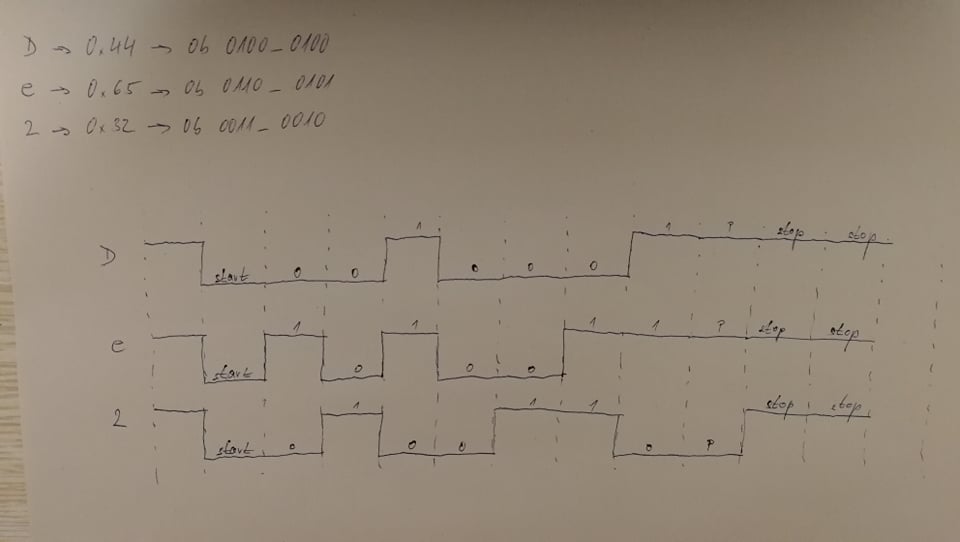 D → 0x44 → 0b 0100_0100
e → 0x65 → 0b 0110_0101
2 → 0x32 → 0b 0011_0010
D start 0 0 1 0 0 0 1 P stop stop
e start 1 0 1 0 0 1 1 P stop stop
2 start 0 1 0 0 1 1 0 P stop stop